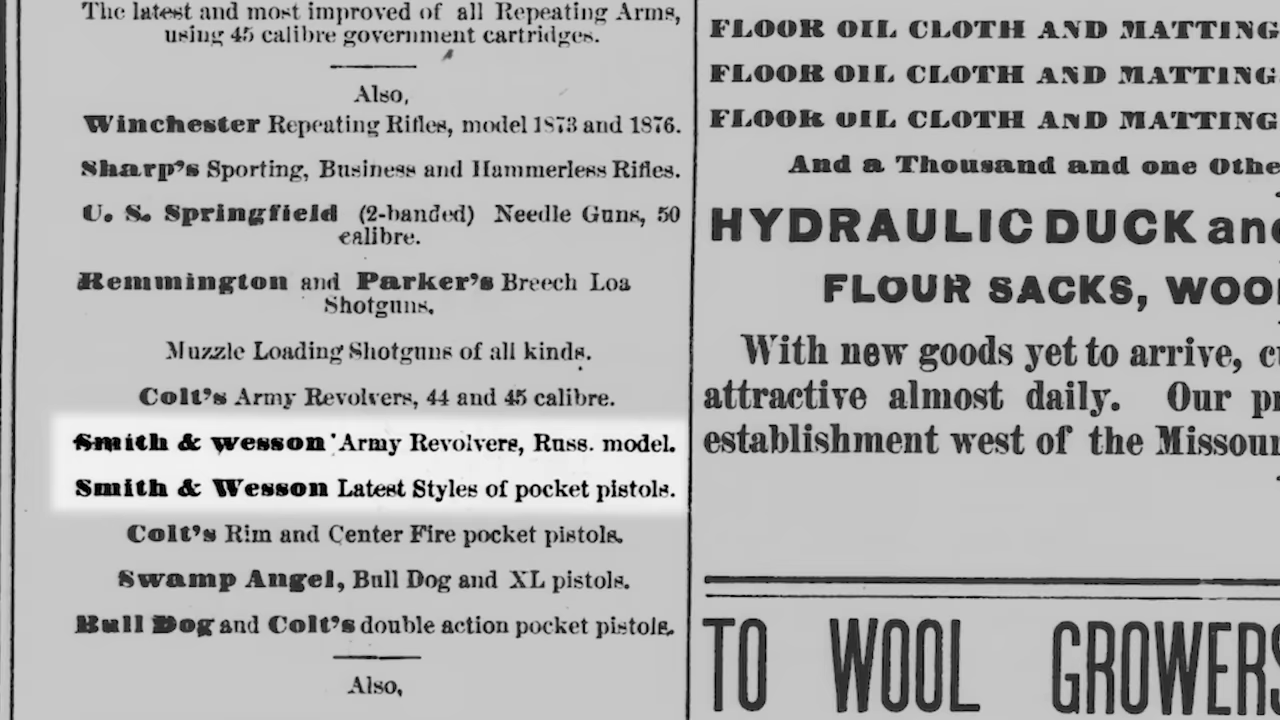 The latest and most improved of all Repeating Arms,
using 45 calibre government cartridges.
Also,
Winchester Repeating Rifles, model 1873 and 1876.
Sharp's Sporting, Business and Hammerless Rifles.
U. S. Springfield (2-banded) Needle Guns, 50
calibre.
Remmington and Parker's Breech Loa
Shotguns.
Muzzle Loading Shotguns of all kinds.
Colt's Army Revolvers, 44 and 45 calibre.
Smith & wesson Army Revolvers, Russ. model.
Smith & Wesson Latest Styles of pocket pistols.
Colt's Rim and Center Fire pocket pistols.
Swamp Angel, Bull Dog and XL pistols.
Bull Dog and Colt's double action pocket pistols.
Also,
FLOOR OIL CLOTH AND MATTING
FLOOR OIL CLOTH AND MATTING
FLOOR OIL CLOTH AND MATTING
And a Thousand and one Othe
HYDRAULIC DUCK and
FLOUR SACKS, WOO
With new goods yet to arrive,
attractive almost daily. Our pr
establishment west of the Missou
TO WOOL GROWERS